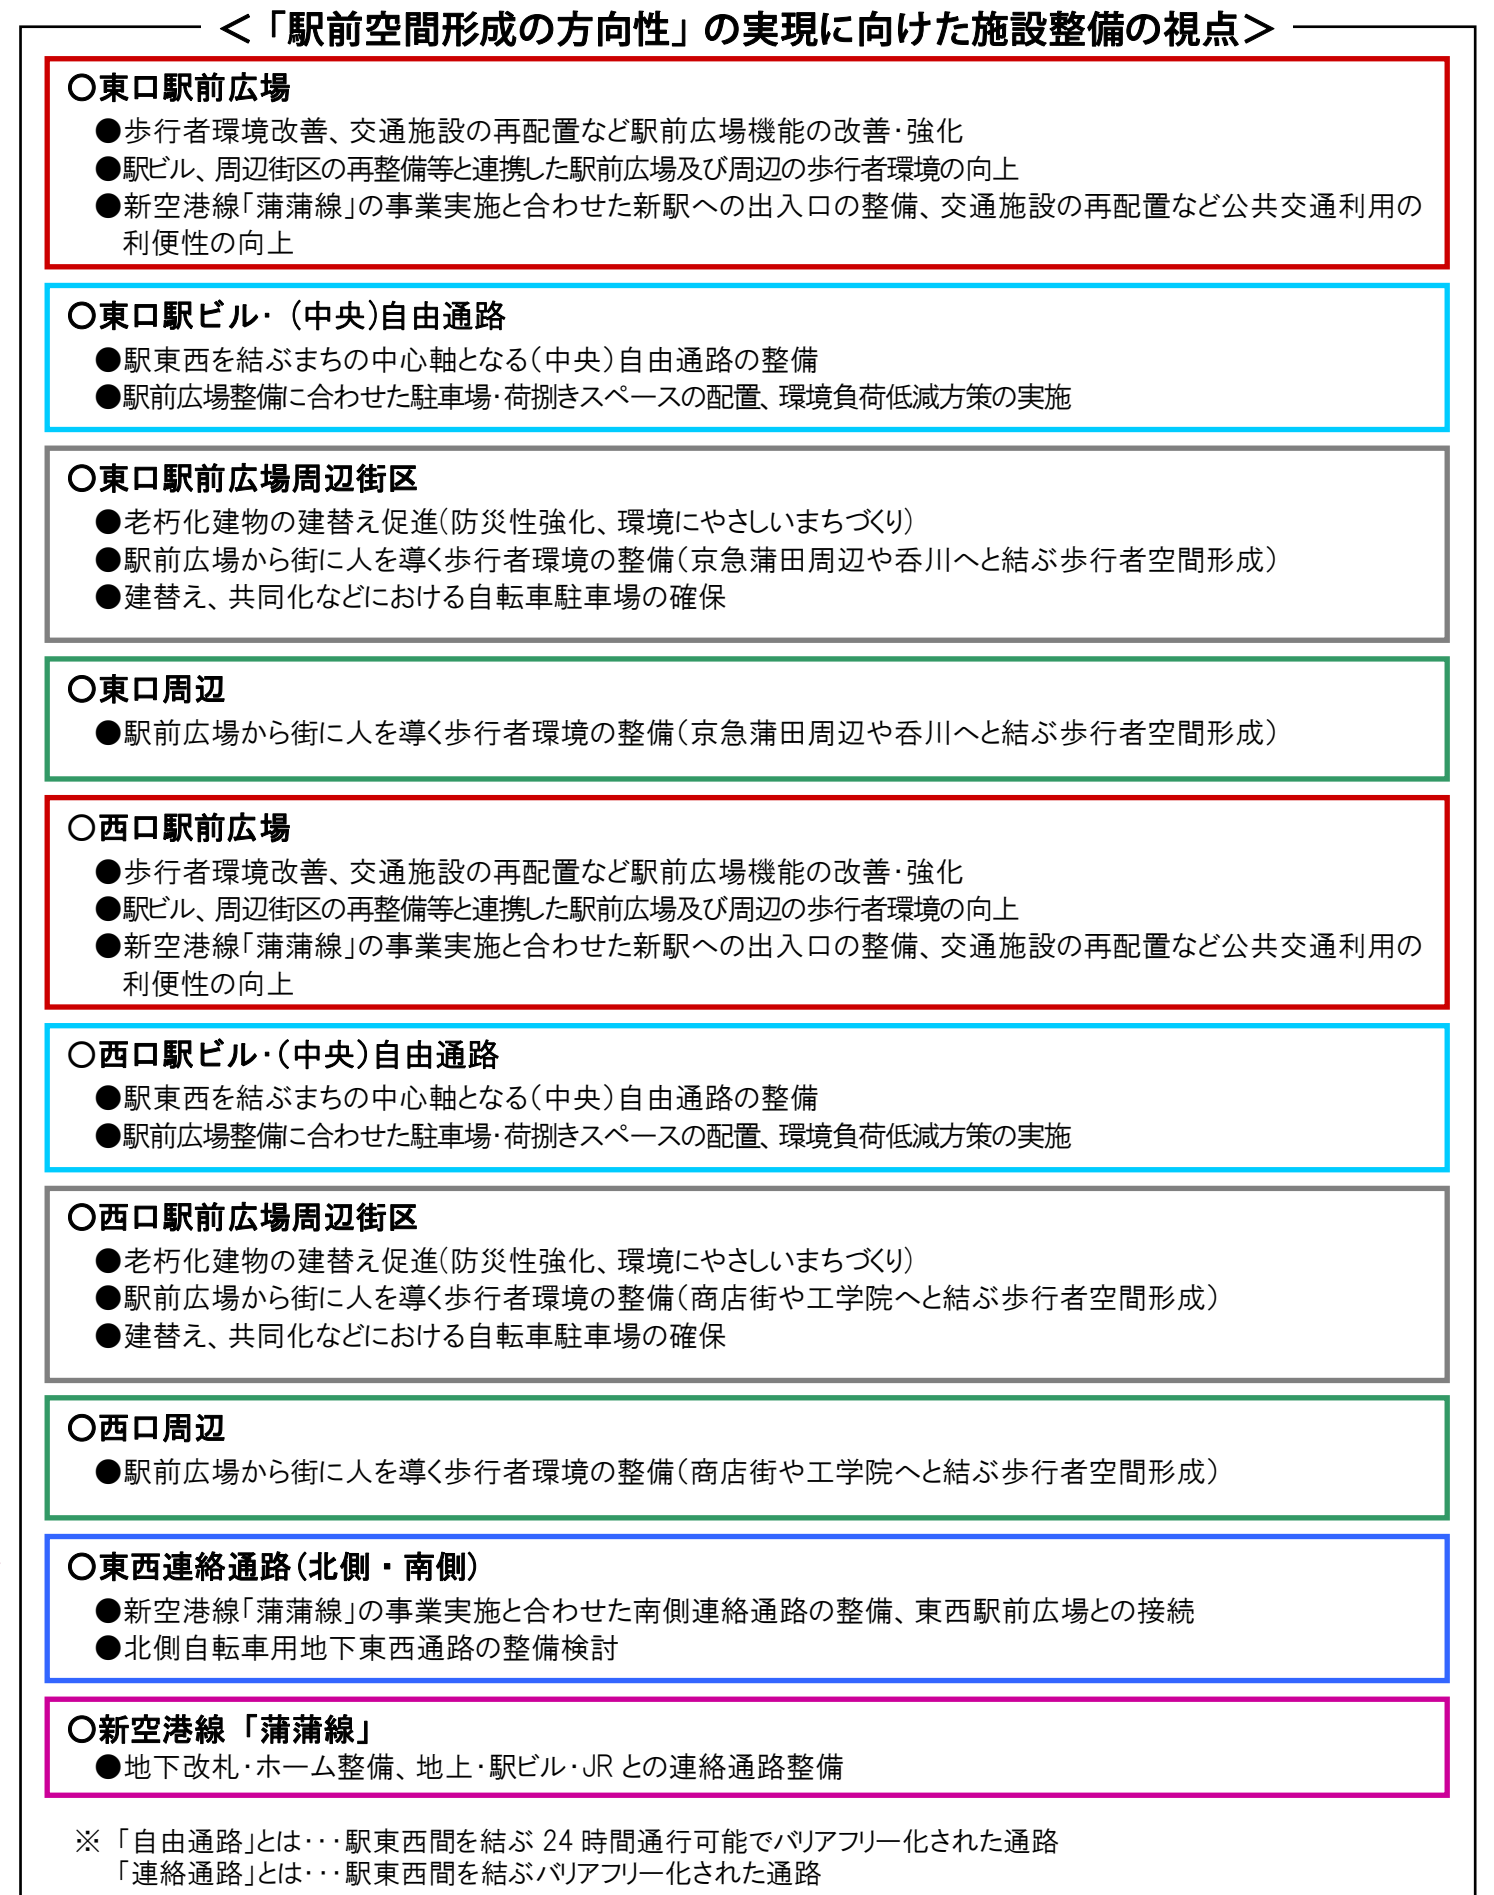 ＜「駅前空間形成の方向性」の実現に向けた施設整備の視点＞
○東口駅前広場
●歩行者環境改善、交通施設の再配置など駅前広場機能の改善・強化
●駅ビル、周辺街区の再整備等と連携した駅前広場及び周辺の歩行者環境の向上
●新空港線「蒲蒲線」の事業実施と合わせた新駅への出入口の整備、交通施設の再配置など公共交通利用の
利便性の向上
○東口駅ビル・（中央）自由通路
●駅東西を結ぶまちの中心軸となる（中央）自由通路の整備
●駅前広場整備に合わせた駐車場・荷捌きスペースの配置、環境負荷低減方策の実施
○東口駅前広場周辺街区
●老朽化建物の建替え促進（防災性強化、環境にやさしいまちづくり）
●駅前広場から街に人を導く歩行者環境の整備（京急蒲田周辺や呑川へと結ぶ歩行者空間形成）
●建替え、共同化などにおける自転車駐車場の確保
○東口周辺
●駅前広場から街に人を導く歩行者環境の整備（京急蒲田周辺や呑川へと結ぶ歩行者空間形成）
○西口駅前広場
●歩行者環境改善、交通施設の再配置など駅前広場機能の改善・強化
●駅ビル、周辺街区の再整備等と連携した駅前広場及び周辺の歩行者環境の向上
●新空港線「蒲蒲線」の事業実施と合わせた新駅への出入口の整備、交通施設の再配置など公共交通利用の
利便性の向上
○西口駅ビル・（中央）自由通路
●駅東西を結ぶまちの中心軸となる（中央）自由通路の整備
●駅前広場整備に合わせた駐車場・荷捌きスペースの配置、環境負荷低減方策の実施
○西口駅前広場周辺街区
●老朽化建物の建替え促進（防災性強化、環境にやさしいまちづくり）
●駅前広場から街に人を導く歩行者環境の整備（商店街や工学院へと結ぶ歩行者空間形成）
●建替え、共同化などにおける自転車駐車場の確保
○西口周辺
●駅前広場から街に人を導く歩行者環境の整備（商店街や工学院へと結ぶ歩行者空間形成）
○東西連絡通路（北側・南側）
●新空港線「蒲蒲線」の事業実施と合わせた南側連絡通路の整備、東西駅前広場との接続
●北側自転車用地下東西通路の整備検討
○新空港線「蒲蒲線」
●地下改札・ホーム整備、地上・駅ビル・JRとの連絡通路整備
※「自由通路」とは・・・駅東西間を結ぶ24時間通行可能でバリアフリー化された通路
「連絡通路」とは・・・駅東西間を結ぶバリアフリー化された通路